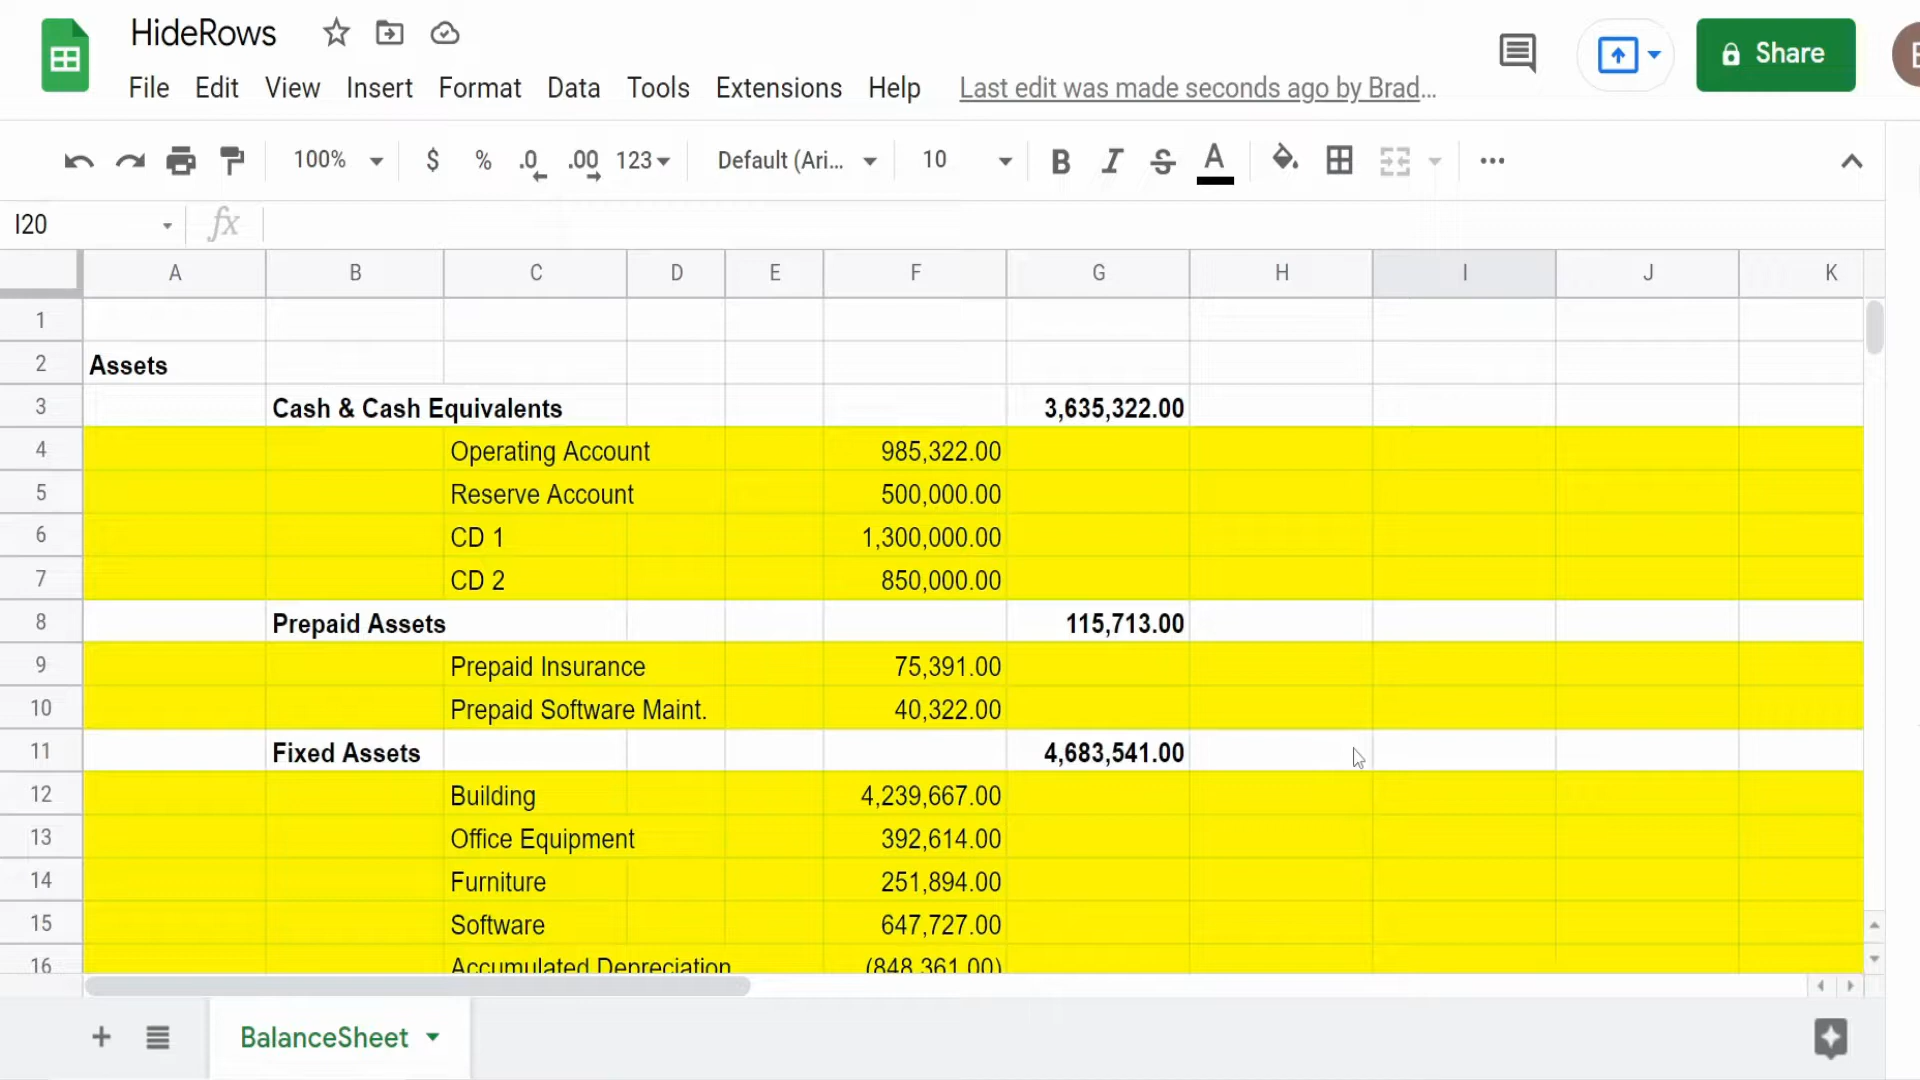 HideRows
File Edit View Insert Format Data Tools Extensions Help Last edit was made seconds ago by Brad...
Share
100% $ % .0 .00 123 Default (Ari... 10 B I S A
I20 fx
A B C D E F G H I J K
1
2 Assets
3 Cash & Cash Equivalents 3,635,322.00
4 Operating Account 985,322.00
5 Reserve Account 500,000.00
6 CD 1 1,300,000.00
7 CD 2 850,000.00
8 Prepaid Assets 115,713.00
9 Prepaid Insurance 75,391.00
10 Prepaid Software Maint. 40,322.00
11 Fixed Assets 4,683,541.00
12 Building 4,239,667.00
13 Office Equipment 392,614.00
14 Furniture 251,894.00
15 Software 647,727.00
16 Accumulated Depreciation (848,361.00)
BalanceSheet